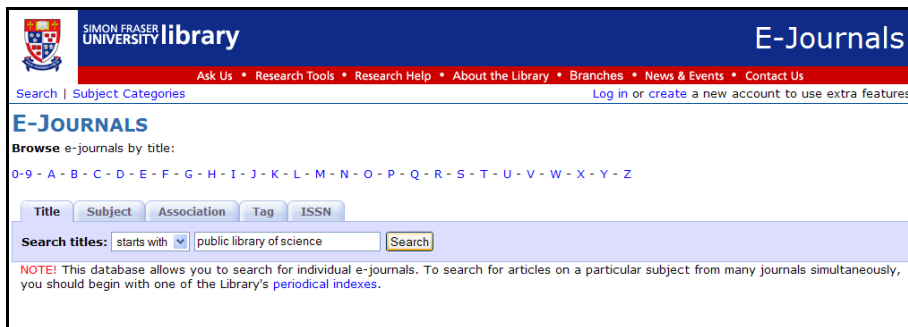 SIMON FRASER
UNIVERSITY library
E-Journals
Ask Us • Research Tools • Research Help • About the Library • Branches • News & Events • Contact Us
Search | Subject Categories
Log in or create a new account to use extra features
E-JOURNALS
Browse e-journals by title:
0-9 - A - B - C - D - E - F - G - H - I - J - K - L - M - N - O - P - Q - R - S - T - U - V - W - X - Y - Z
Title Subject Association Tag ISSN
Search titles: starts with public library of science Search
NOTE! This database allows you to search for individual e-journals. To search for articles on a particular subject from many journals simultaneously,
you should begin with one of the Library's periodical indexes.